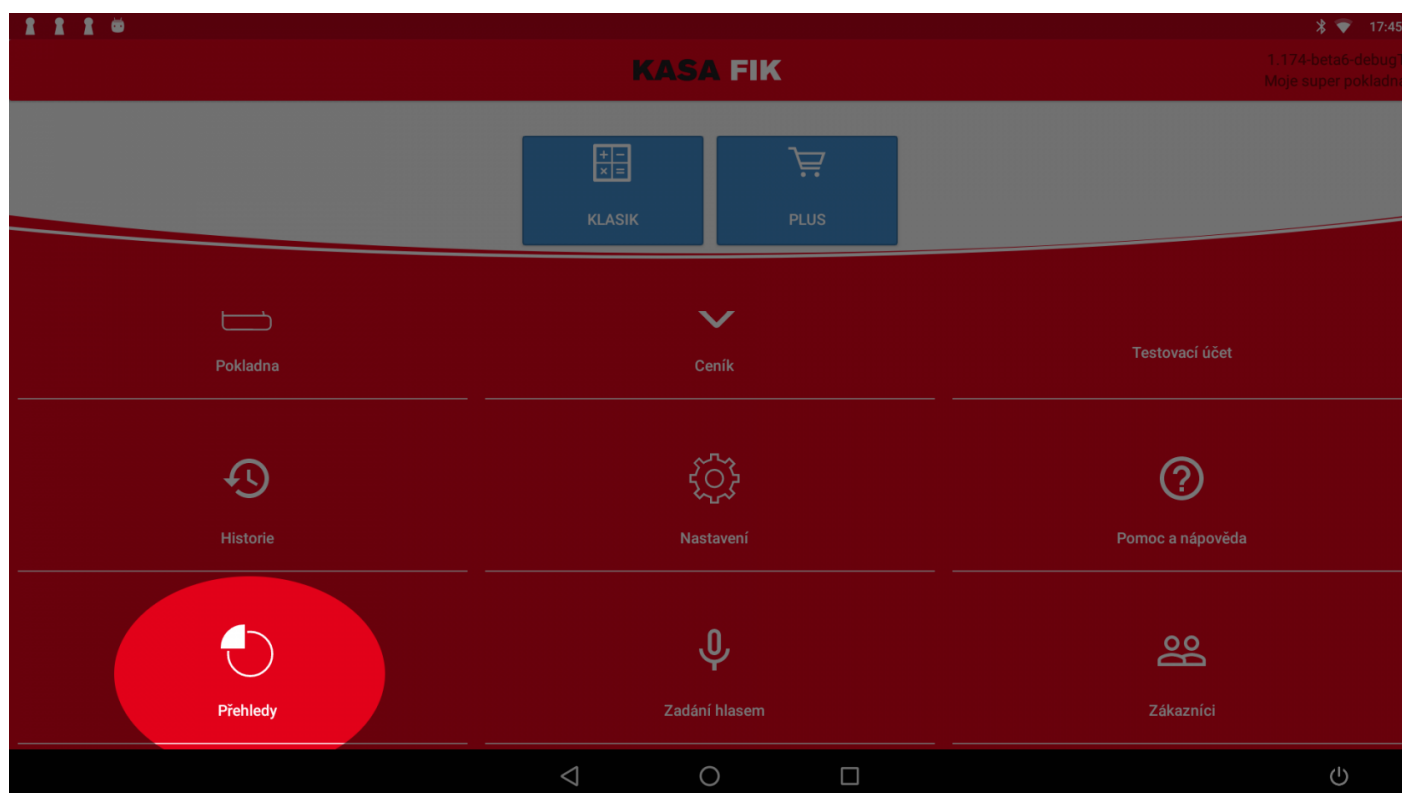 17:45
KASA FIK
1.174-beta6-debug
Moje super pokladn
KLASIK
PLUS
Pokladna
Ceník
Testovací účet
Historie
Nastavení
Pomoc a nápověda
Přehledy
Zadání hlasem
Zákazníci